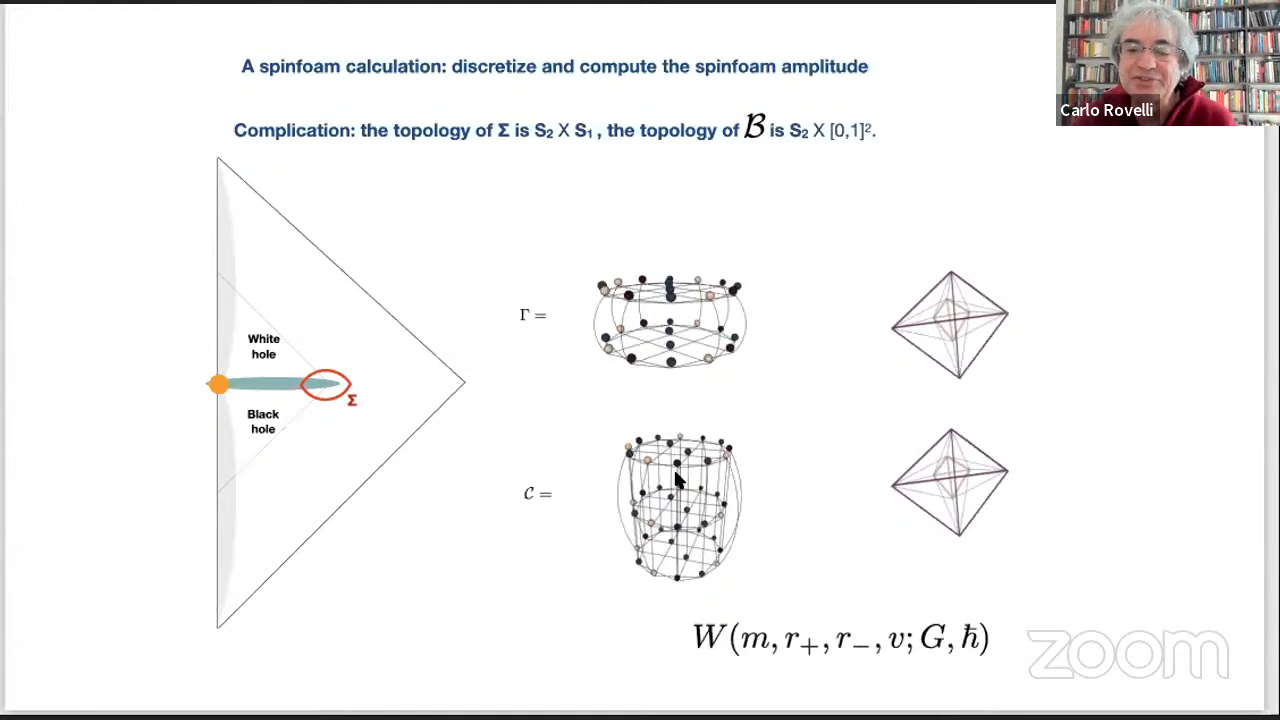 A spinfoam calculation: discretize and compute the spinfoam amplitude
Carlo Rovelli
Complication: the topology of Σ is S₂ X S₁ , the topology of ℬ is S₂ X [0,1]².
White
hole
Σ
Black
hole
Γ =
𝒞 =
W(m, r₊, r₋, v; G, ħ)
zoom